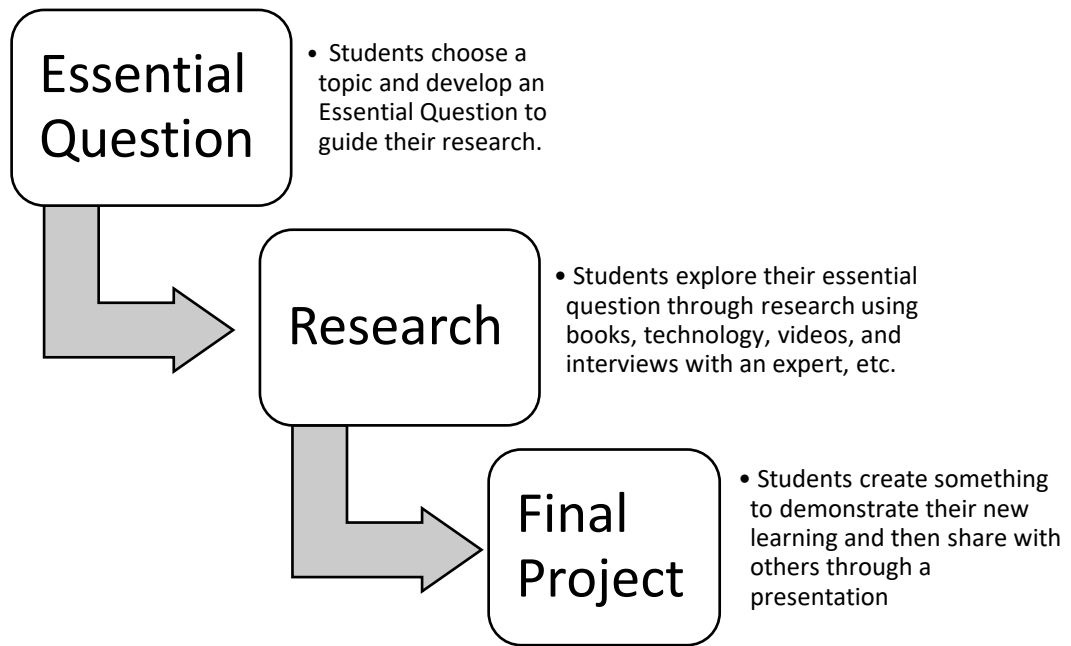 Essential
Question
• Students choose a
topic and develop an
Essential Question to
guide their research.
Research
• Students explore their essential
question through research using
books, technology, videos, and
interviews with an expert, etc.
Final
Project
• Students create something
to demonstrate their new
learning and then share with
others through a
presentation